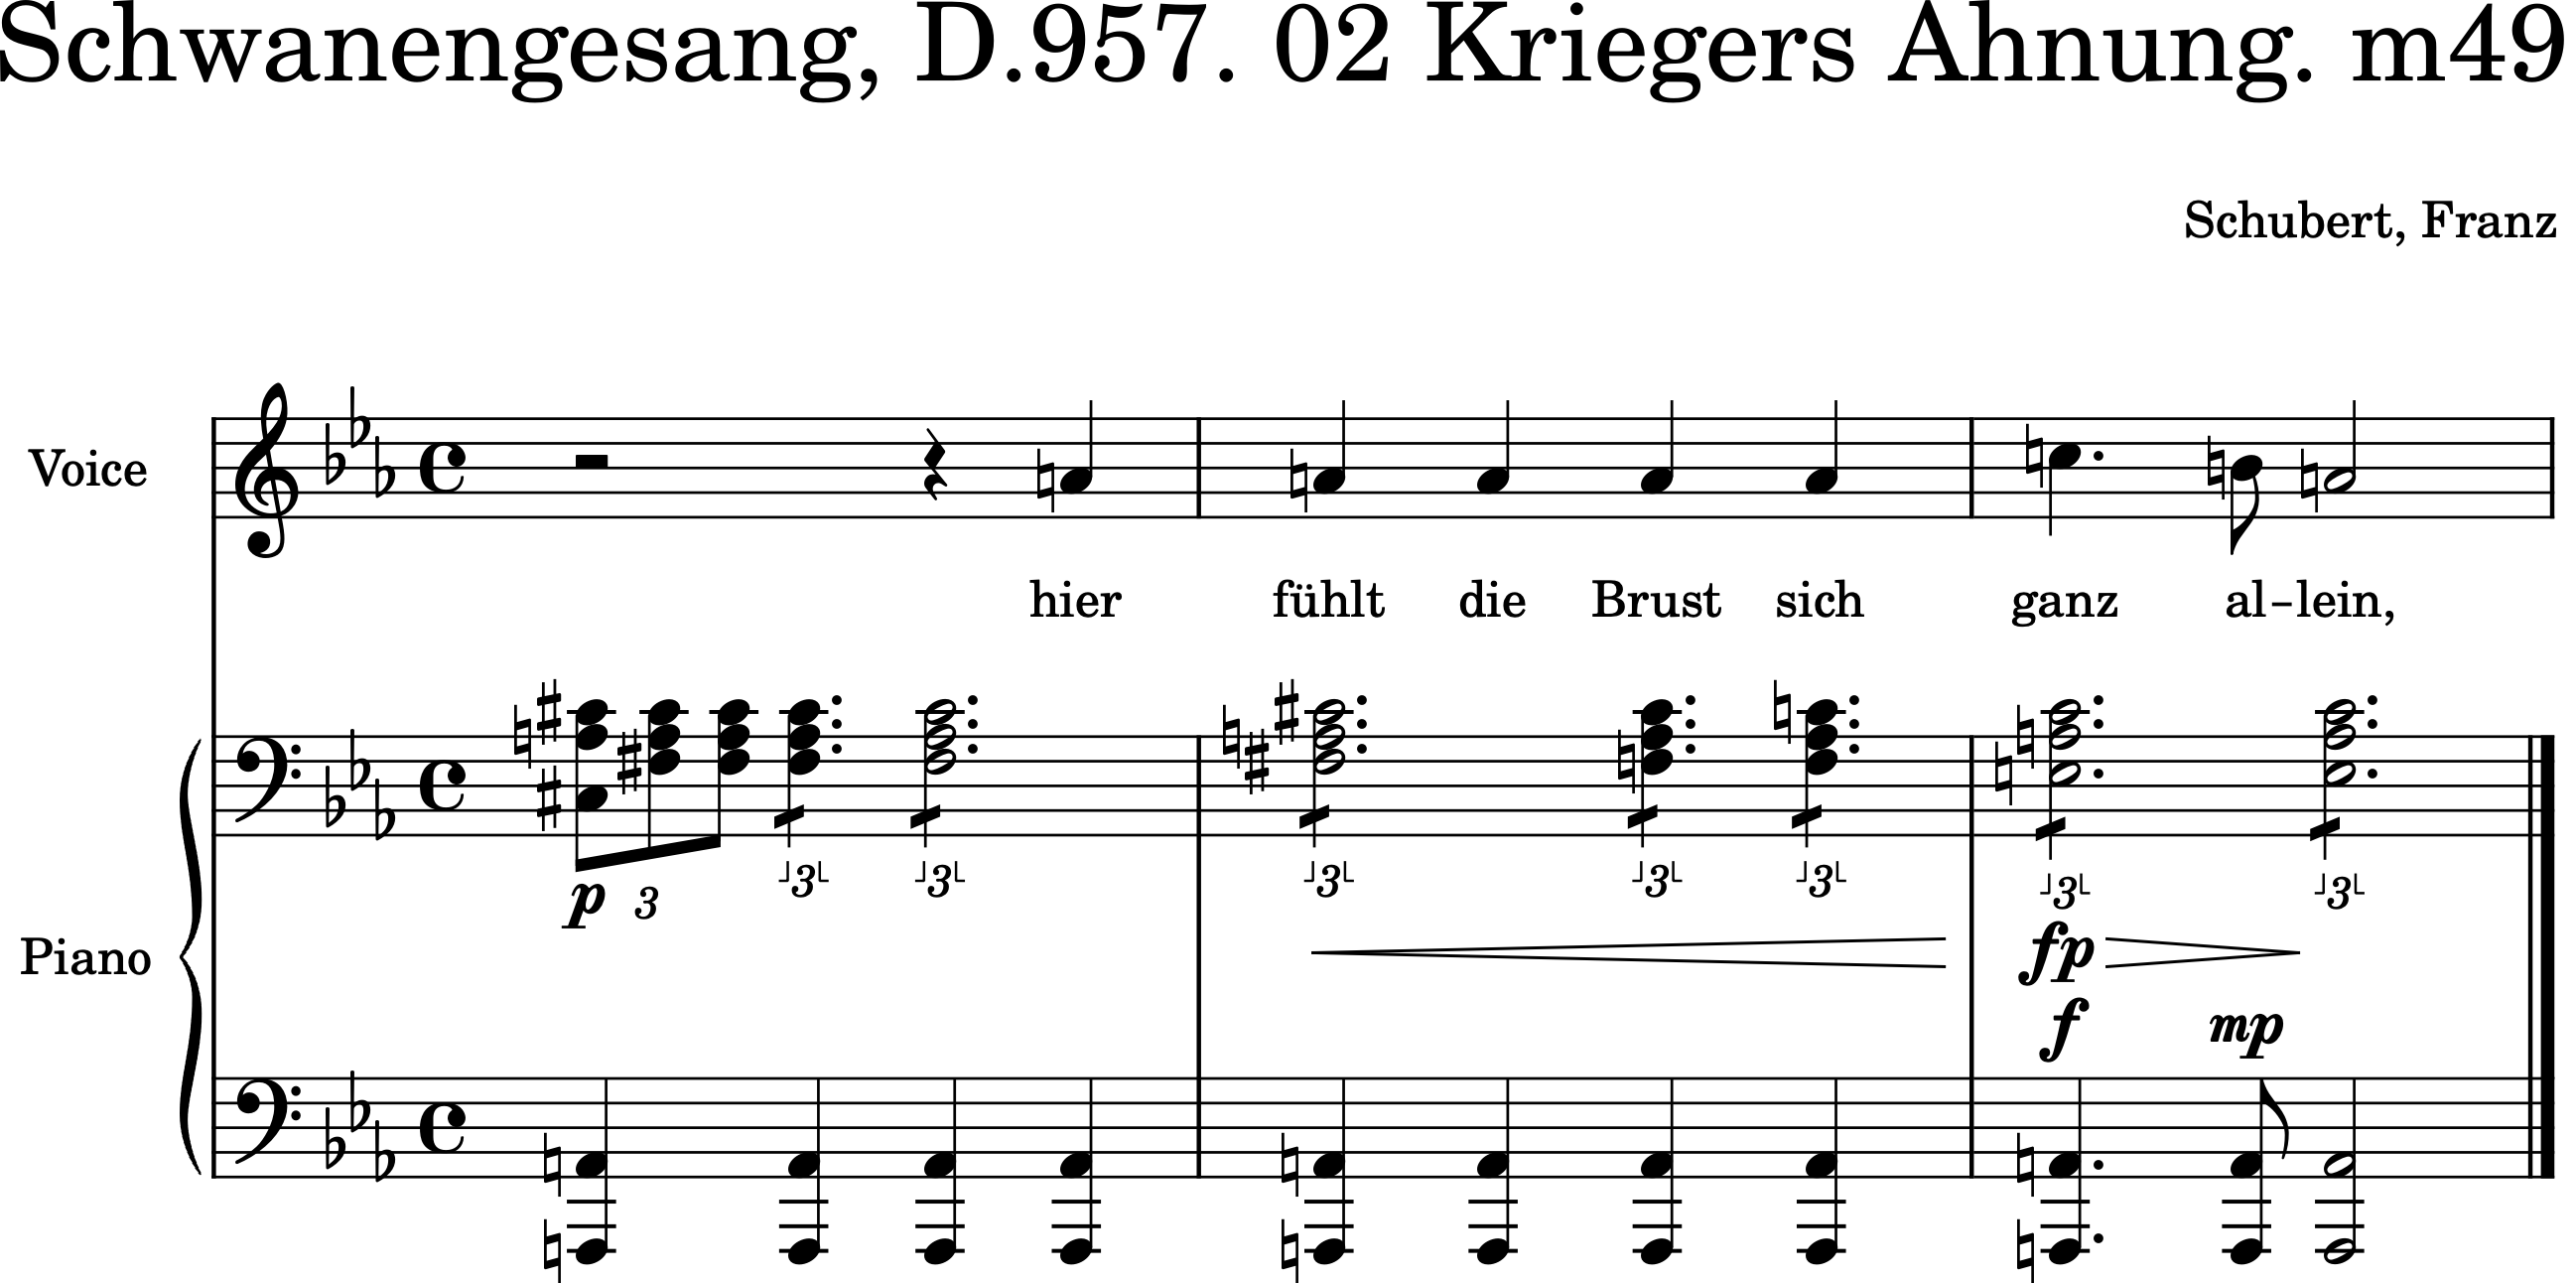 Schwanengesang, D.957. 02 Kriegers Ahnung. m49
Schubert, Franz
Voice
hier fühlt die Brust sich ganz al-lein,
3 3 3 3 3 3 3 3
p
Piano
fp
f mp